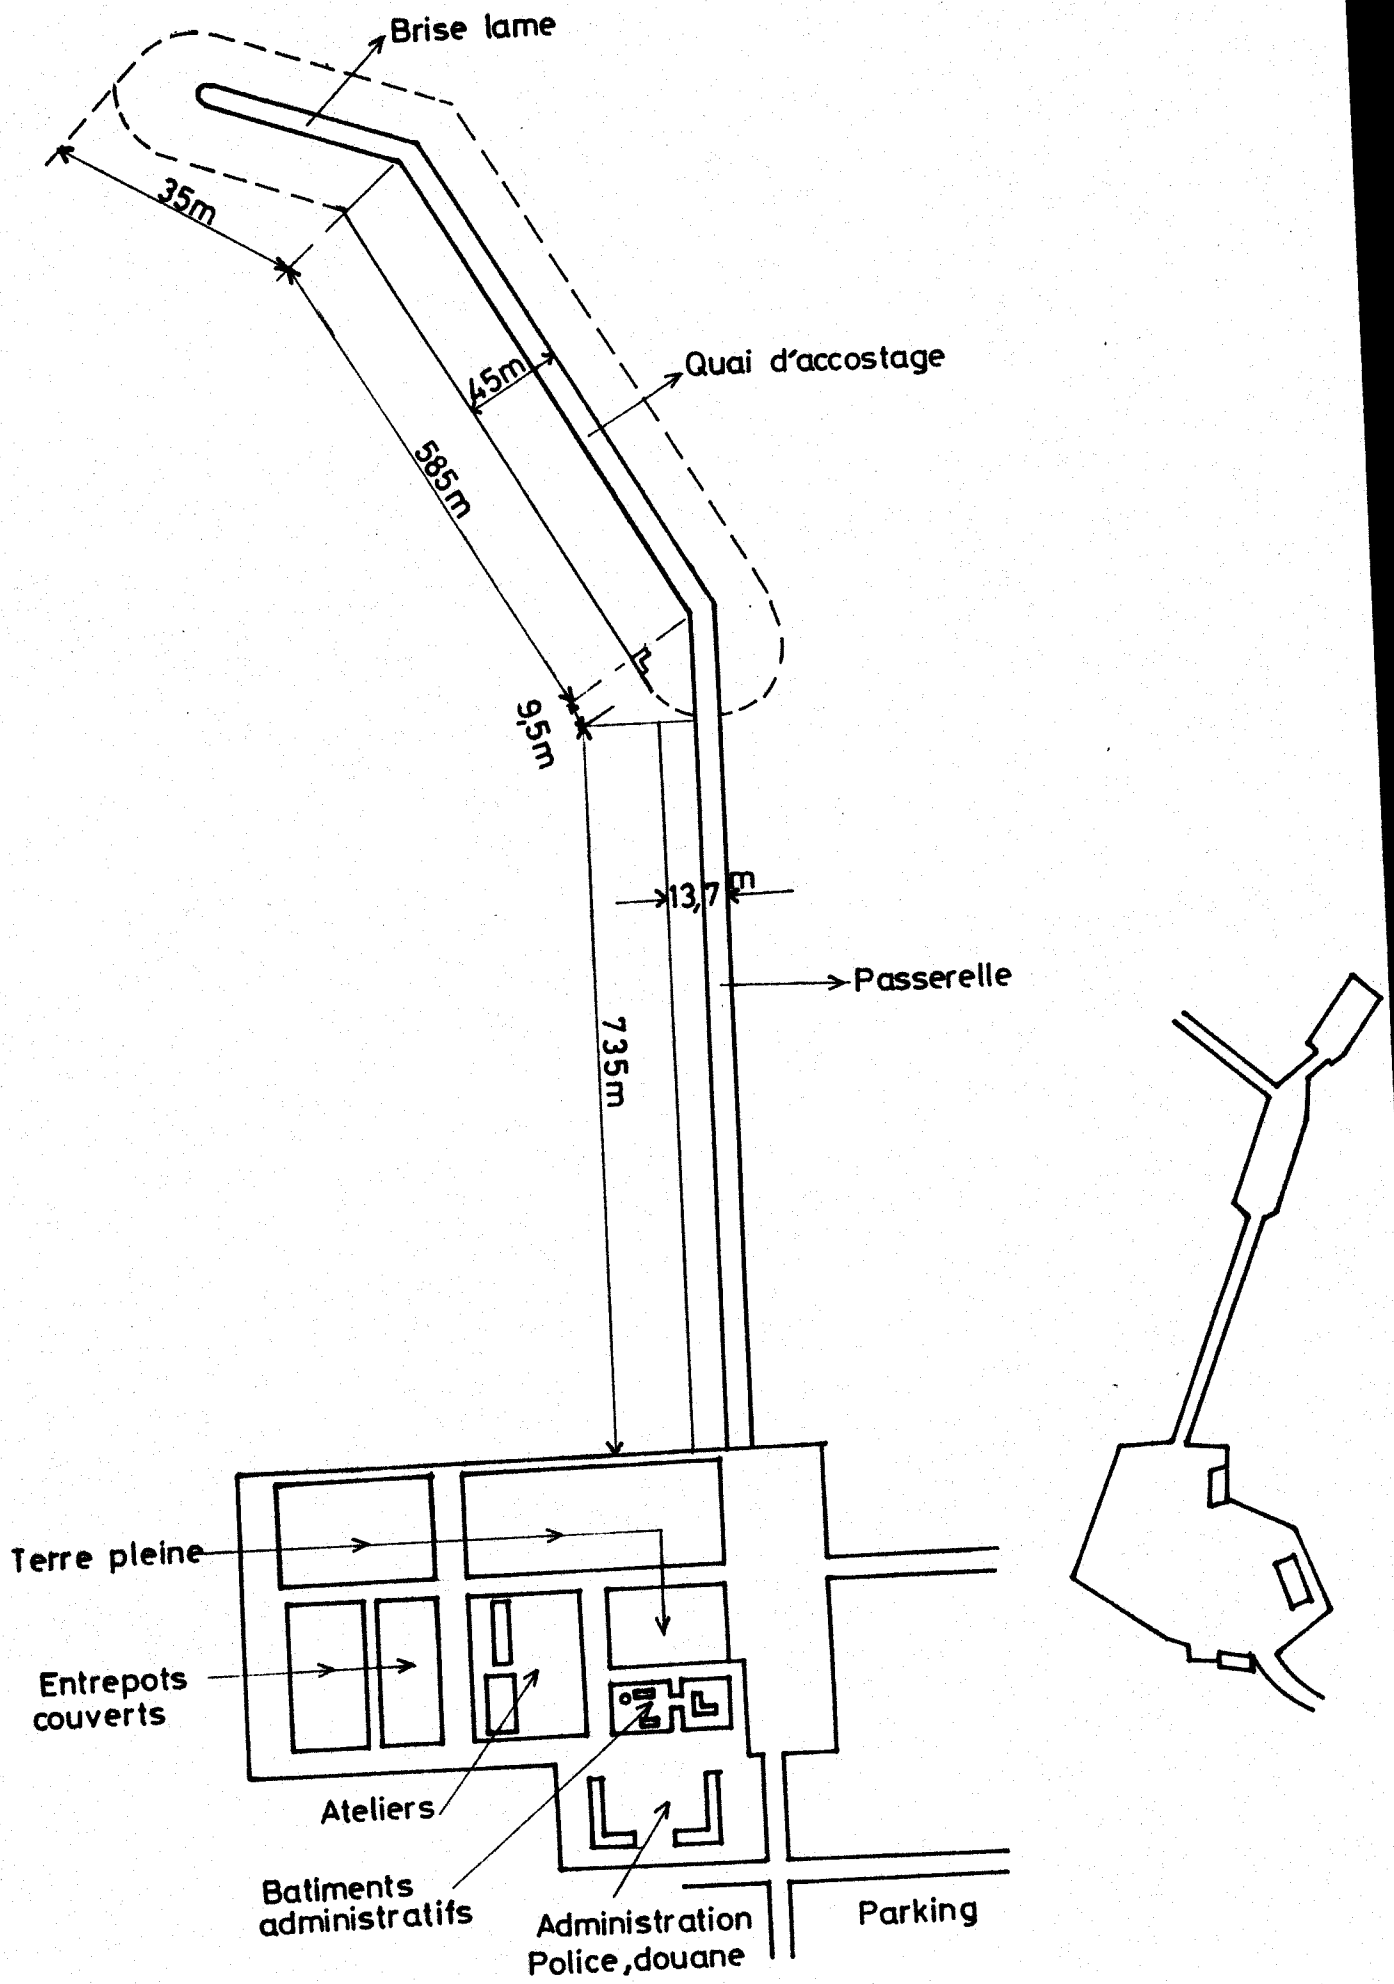 Brise lame
35m
45m
Quai d'accostage
585m
9,5m
13,7 m
Passerelle
735m
Terre pleine
Entrepots
couverts
Ateliers
Batiments
administratifs
Administration
Police,douane
Parking